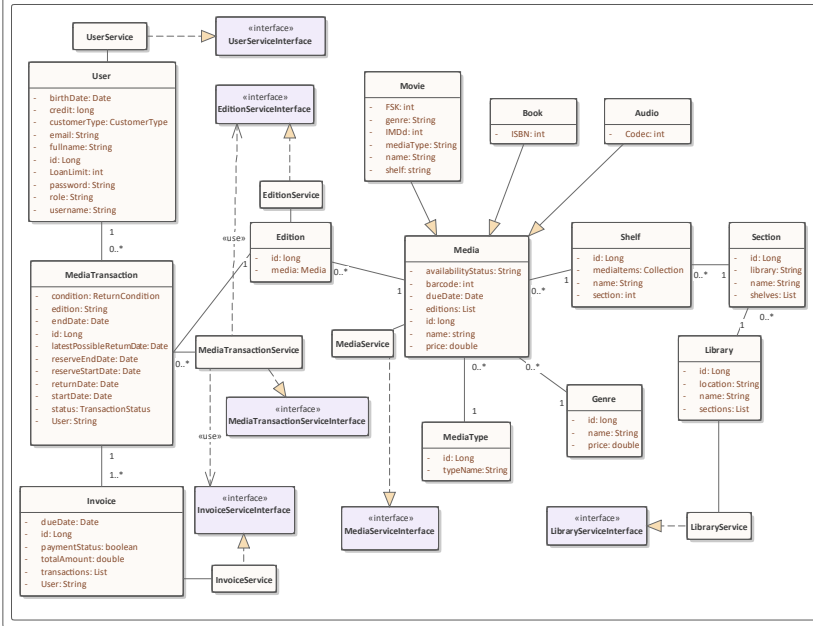 UserService
«interface»
UserServiceInterface
User
- birthDate: Date
- credit: long
- customerType: CustomerType
- email: String
- fullname: String
- id: Long
- LoanLimit: int
- password: String
- role: String
- username: String
1
0..*
MediaTransaction
- condition: ReturnCondition
- edition: String
- endDate: Date
- id: Long
- latestPossibleReturnDate: Date
- reserveEndDate: Date
- reserveStartDate: Date
- returnDate: Date
- startDate: Date
- status: TransactionStatus
- User: String
1
1..*
Invoice
- dueDate: Date
- id: Long
- paymentStatus: boolean
- totalAmount: double
- transactions: List
- User: String
«interface»
EditionServiceInterface
EditionService
«use»
Edition
- id: long
- media: Media
1
0..*
1
0..*
MediaTransactionService
«interface»
MediaTransactionServiceInterface
«use»
«interface»
InvoiceServiceInterface
InvoiceService
Movie
- FSK: int
- genre: String
- IMDd: int
- mediaType: String
- name: String
- shelf: string
Book
- ISBN: int
Audio
- Codec: int
Media
- availabilityStatus: String
- barcode: int
- dueDate: Date
- editions: List
- id: long
- name: string
- price: double
MediaService
0..*
1
0..*
1
0..*
1
MediaType
- id: Long
- typeName: String
Genre
- id: long
- name: String
- price: double
«interface»
MediaServiceInterface
Shelf
- id: Long
- mediaItems: Collection
- name: String
- section: int
0..*
1
Section
- id: Long
- library: String
- name: String
- shelves: List
0..*
1
Library
- id: Long
- location: String
- name: String
- sections: List
«interface»
LibraryServiceInterface
LibraryService